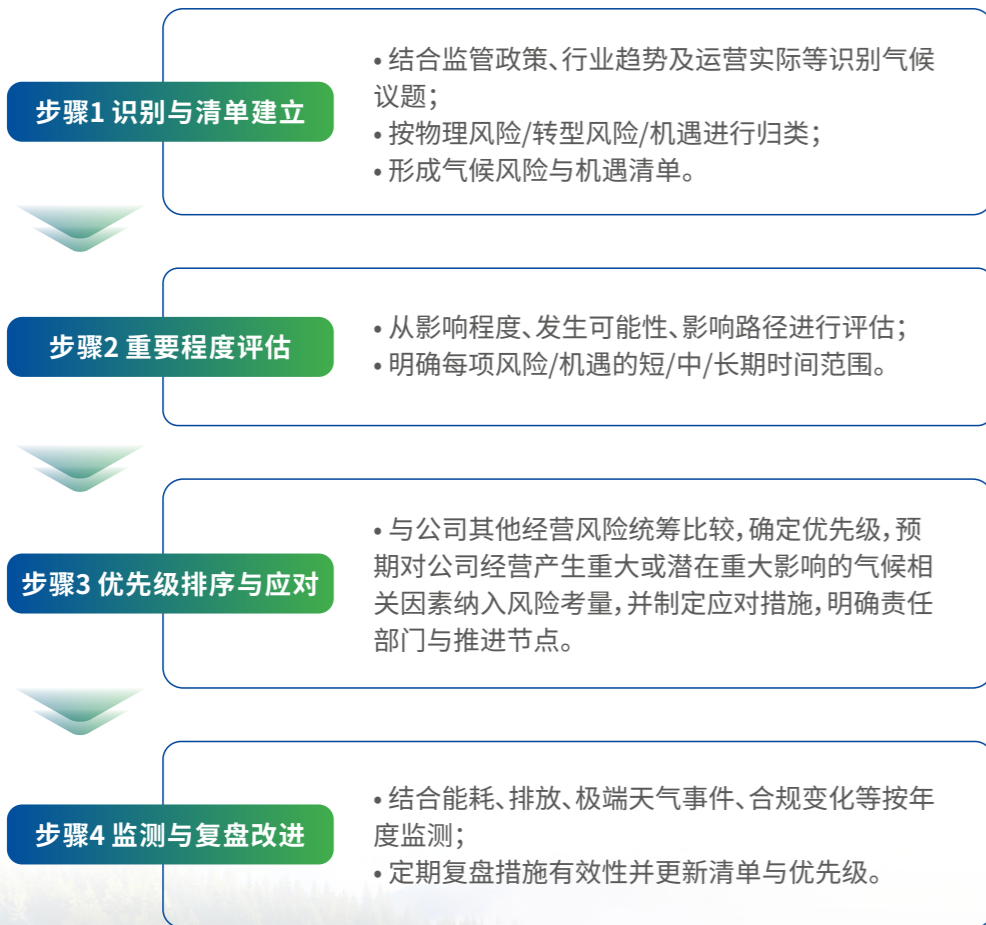 步骤1 识别与清单建立
• 结合监管政策、行业趋势及运营实际等识别气候
议题；
• 按物理风险/转型风险/机遇进行归类；
• 形成气候风险与机遇清单。
步骤2 重要程度评估
• 从影响程度、发生可能性、影响路径进行评估；
• 明确每项风险/机遇的短/中/长期时间范围。
步骤3 优先级排序与应对
• 与公司其他经营风险统筹比较，确定优先级，预
期对公司经营产生重大或潜在重大影响的气候相
关因素纳入风险考量，并制定应对措施，明确责任
部门与推进节点。
步骤4 监测与复盘改进
• 结合能耗、排放、极端天气事件、合规变化等按年
度监测；
• 定期复盘措施有效性并更新清单与优先级。